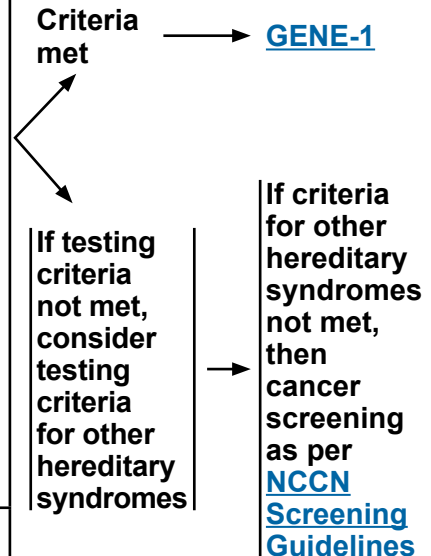 Criteria
met
GENE-1
If testing
criteria
not met,
consider
testing
criteria
for other
hereditary
syndromes
If criteria
for other
hereditary
syndromes
not met,
then
cancer
screening
as per
NCCN
Screening
Guidelines